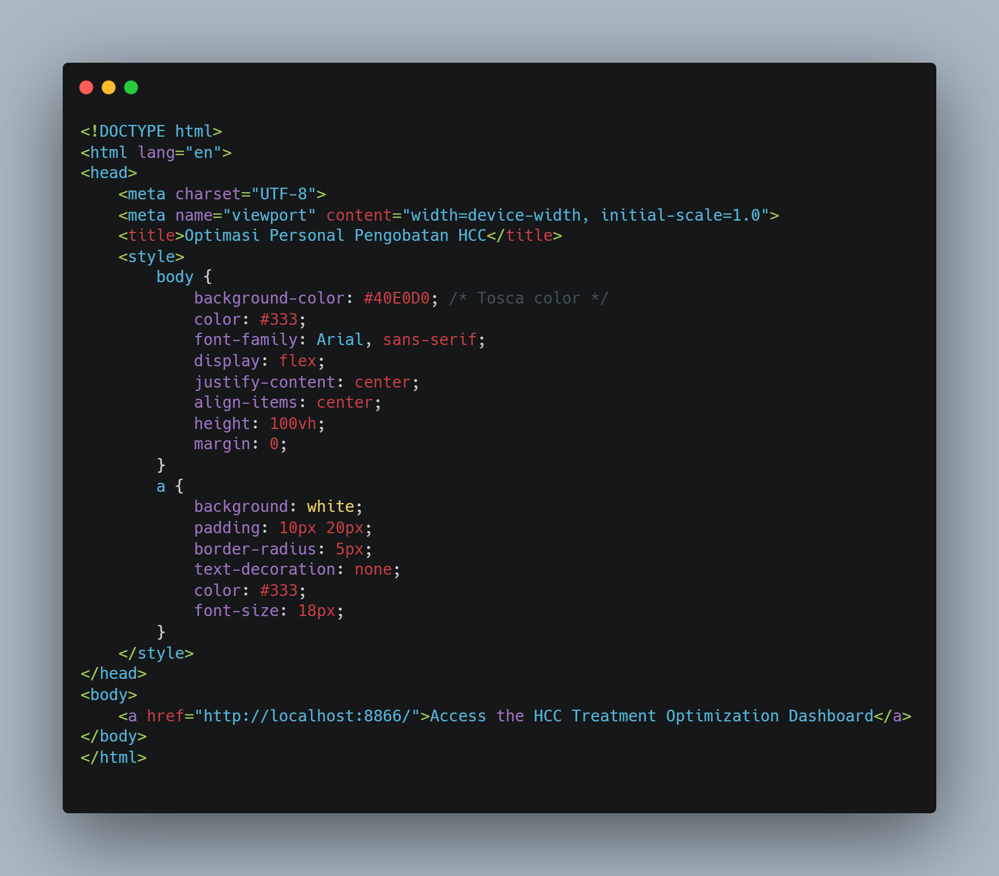 <!DOCTYPE html>
<html lang="en">
<head>
    <meta charset="UTF-8">
    <meta name="viewport" content="width=device-width, initial-scale=1.0">
    <title>Optimasi Personal Pengobatan HCC</title>
    <style>
        body {
            background-color: #40E0D0; /* Tosca color */
            color: #333;
            font-family: Arial, sans-serif;
            display: flex;
            justify-content: center;
            align-items: center;
            height: 100vh;
            margin: 0;
        }
        a {
            background: white;
            padding: 10px 20px;
            border-radius: 5px;
            text-decoration: none;
            color: #333;
            font-size: 18px;
        }
    </style>
</head>
<body>
    <a href="http://localhost:8866/">Access the HCC Treatment Optimization Dashboard</a>
</body>
</html>